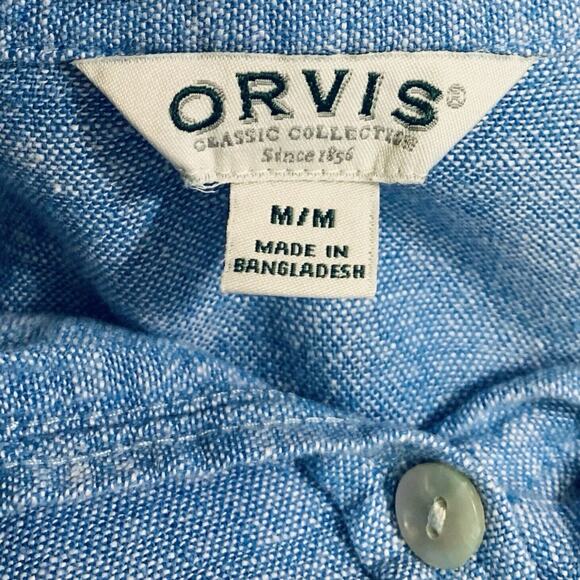 ORVIS®
CLASSIC COLLECTION
Since 1856
M/M
MADE IN
BANGLADESH